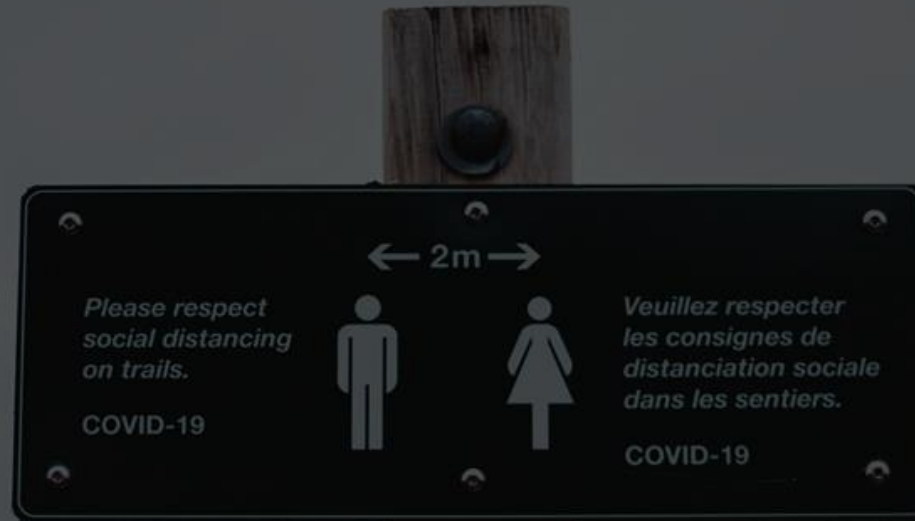 2m
Please respect
social distancing
on trails.
COVID-19
Veuillez respecter
les consignes de
distanciation sociale
dans les sentiers.
COVID-19